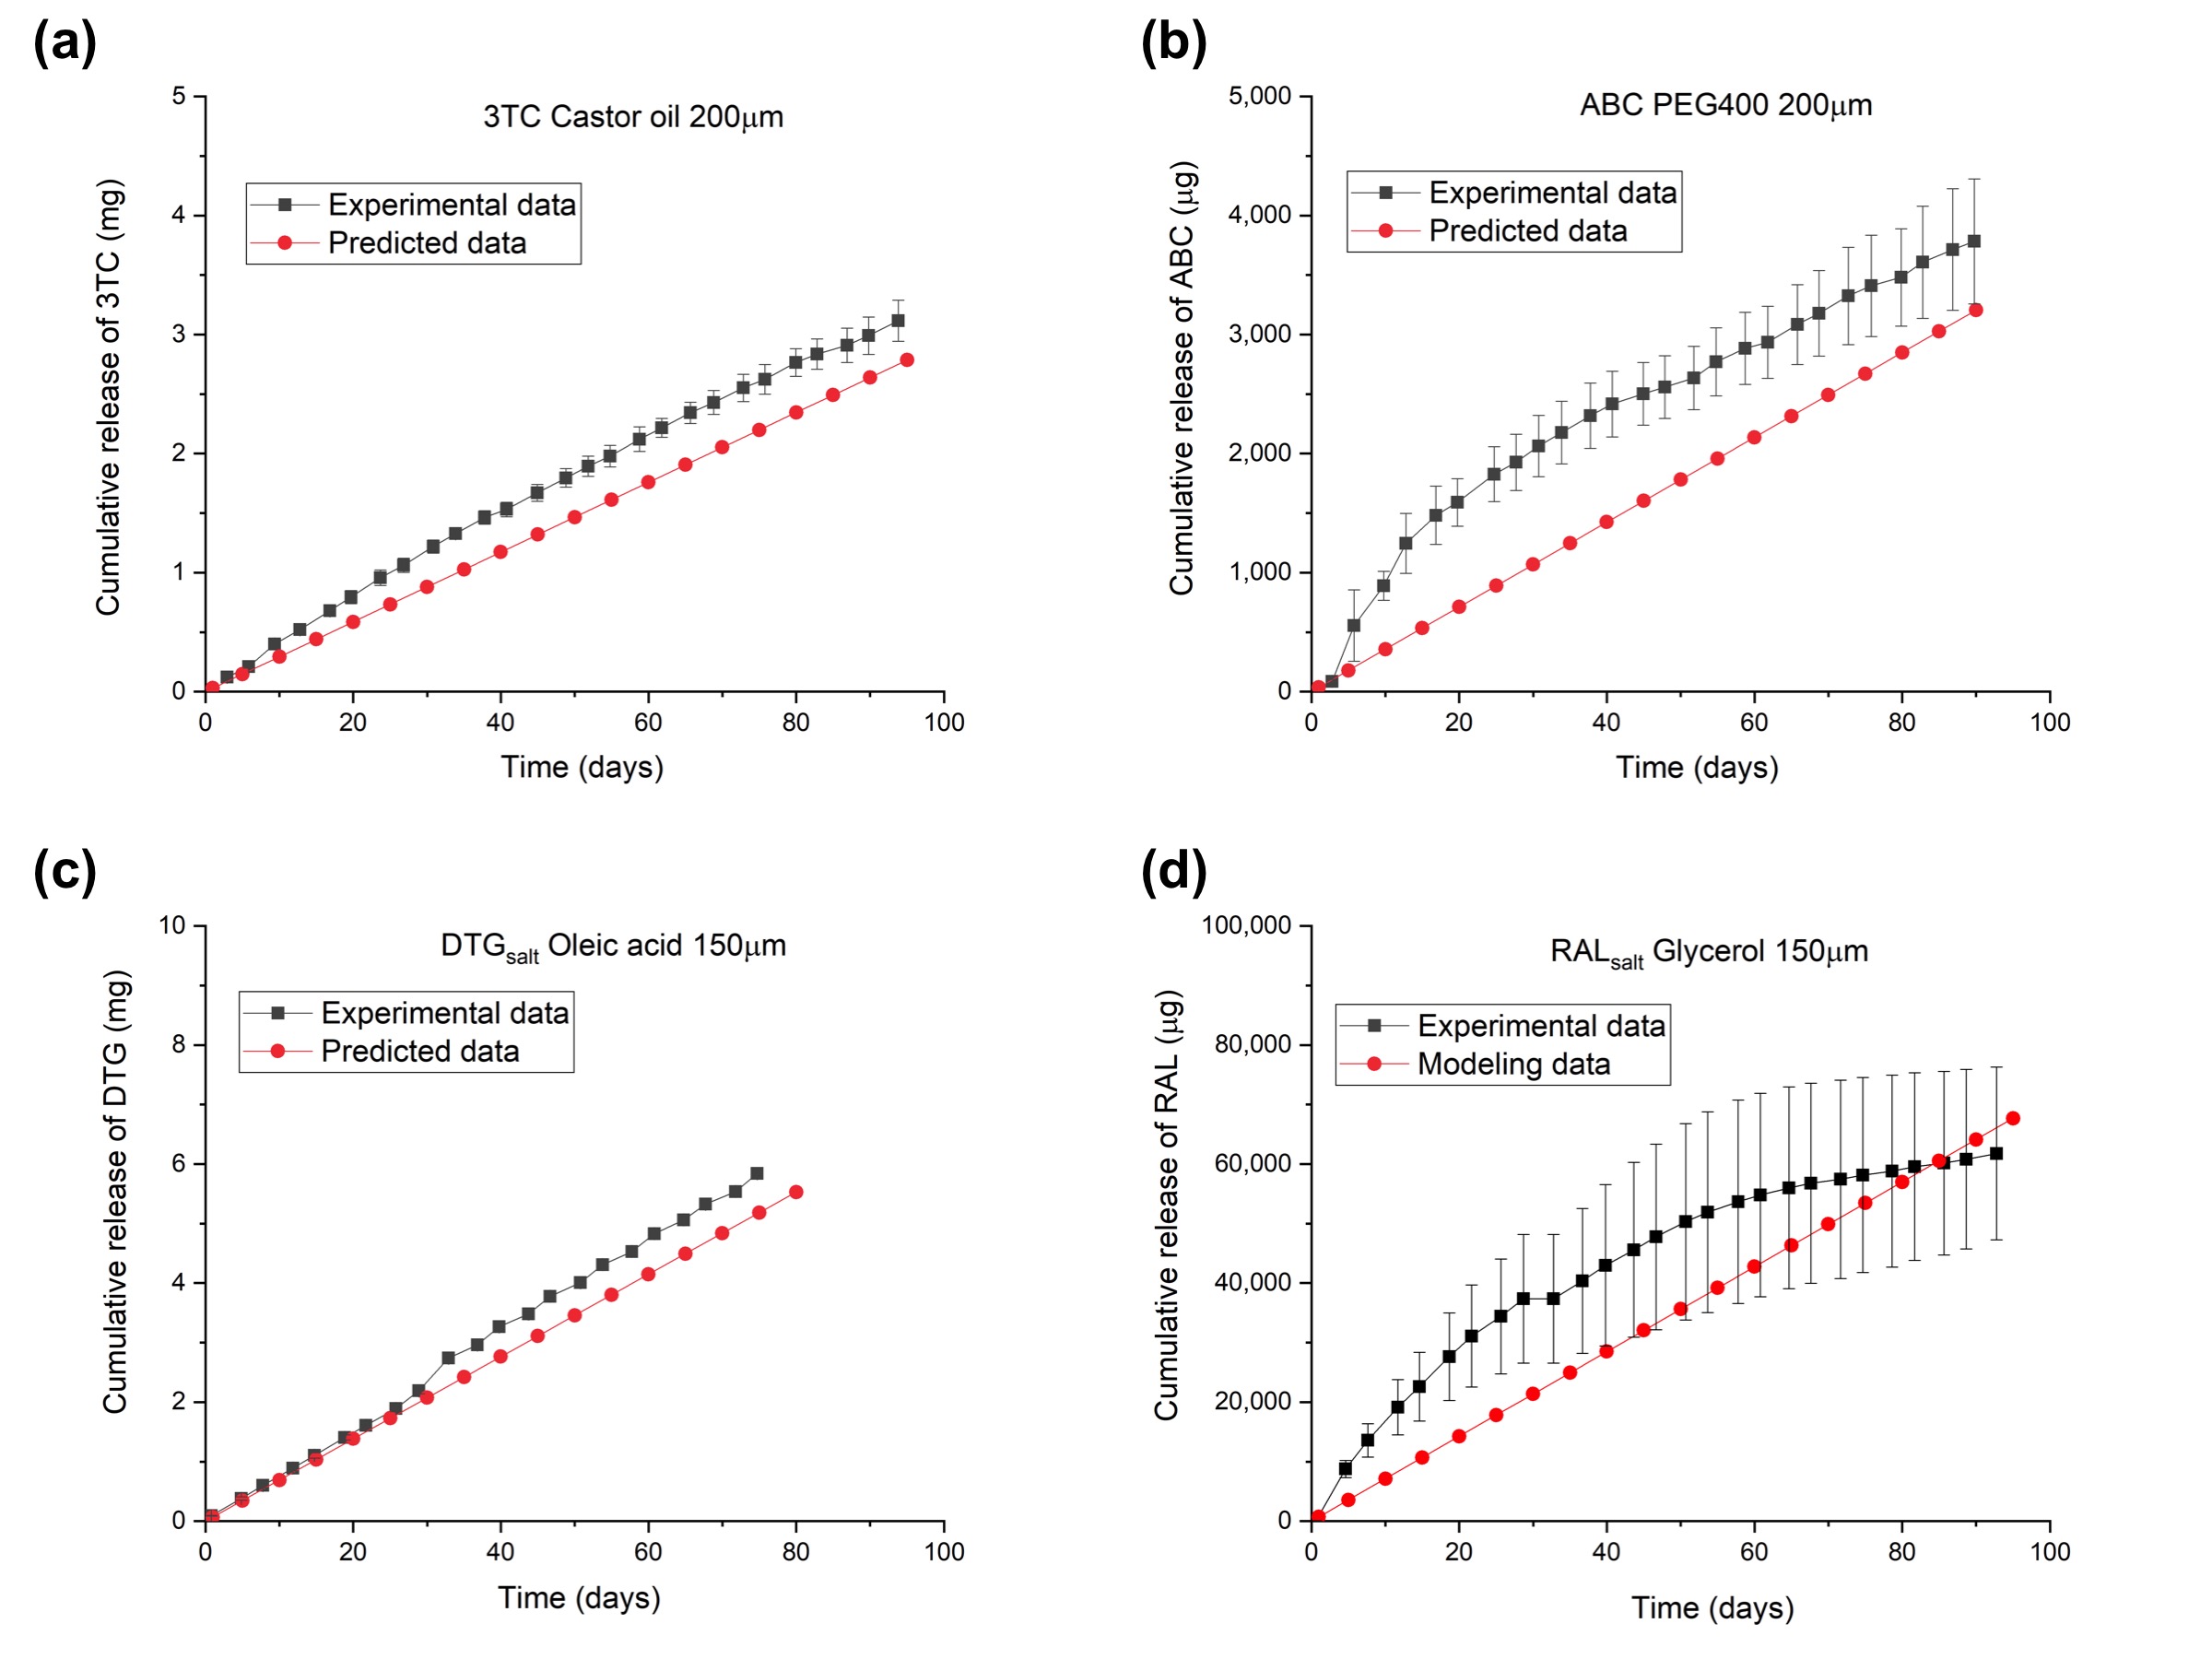 (a)
3TC Castor oil 200μm
Experimental data
Predicted data
Cumulative release of 3TC (mg)
5
4
3
2
1
0
0 20 40 60 80 100
Time (days)
(b)
ABC PEG400 200μm
Experimental data
Predicted data
Cumulative release of ABC (μg)
5,000
4,000
3,000
2,000
1,000
0
0 20 40 60 80 100
Time (days)
(c)
DTGsalt Oleic acid 150μm
Experimental data
Predicted data
Cumulative release of DTG (mg)
10
8
6
4
2
0
0 20 40 60 80 100
Time (days)
(d)
RALsalt Glycerol 150μm
Experimental data
Modeling data
Cumulative release of RAL (μg)
100,000
80,000
60,000
40,000
20,000
0
0 20 40 60 80 100
Time (days)